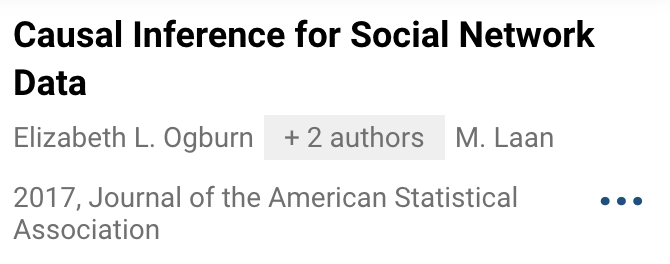 Causal Inference for Social Network
Data
Elizabeth L. Ogburn + 2 authors M. Laan
2017, Journal of the American Statistical
Association